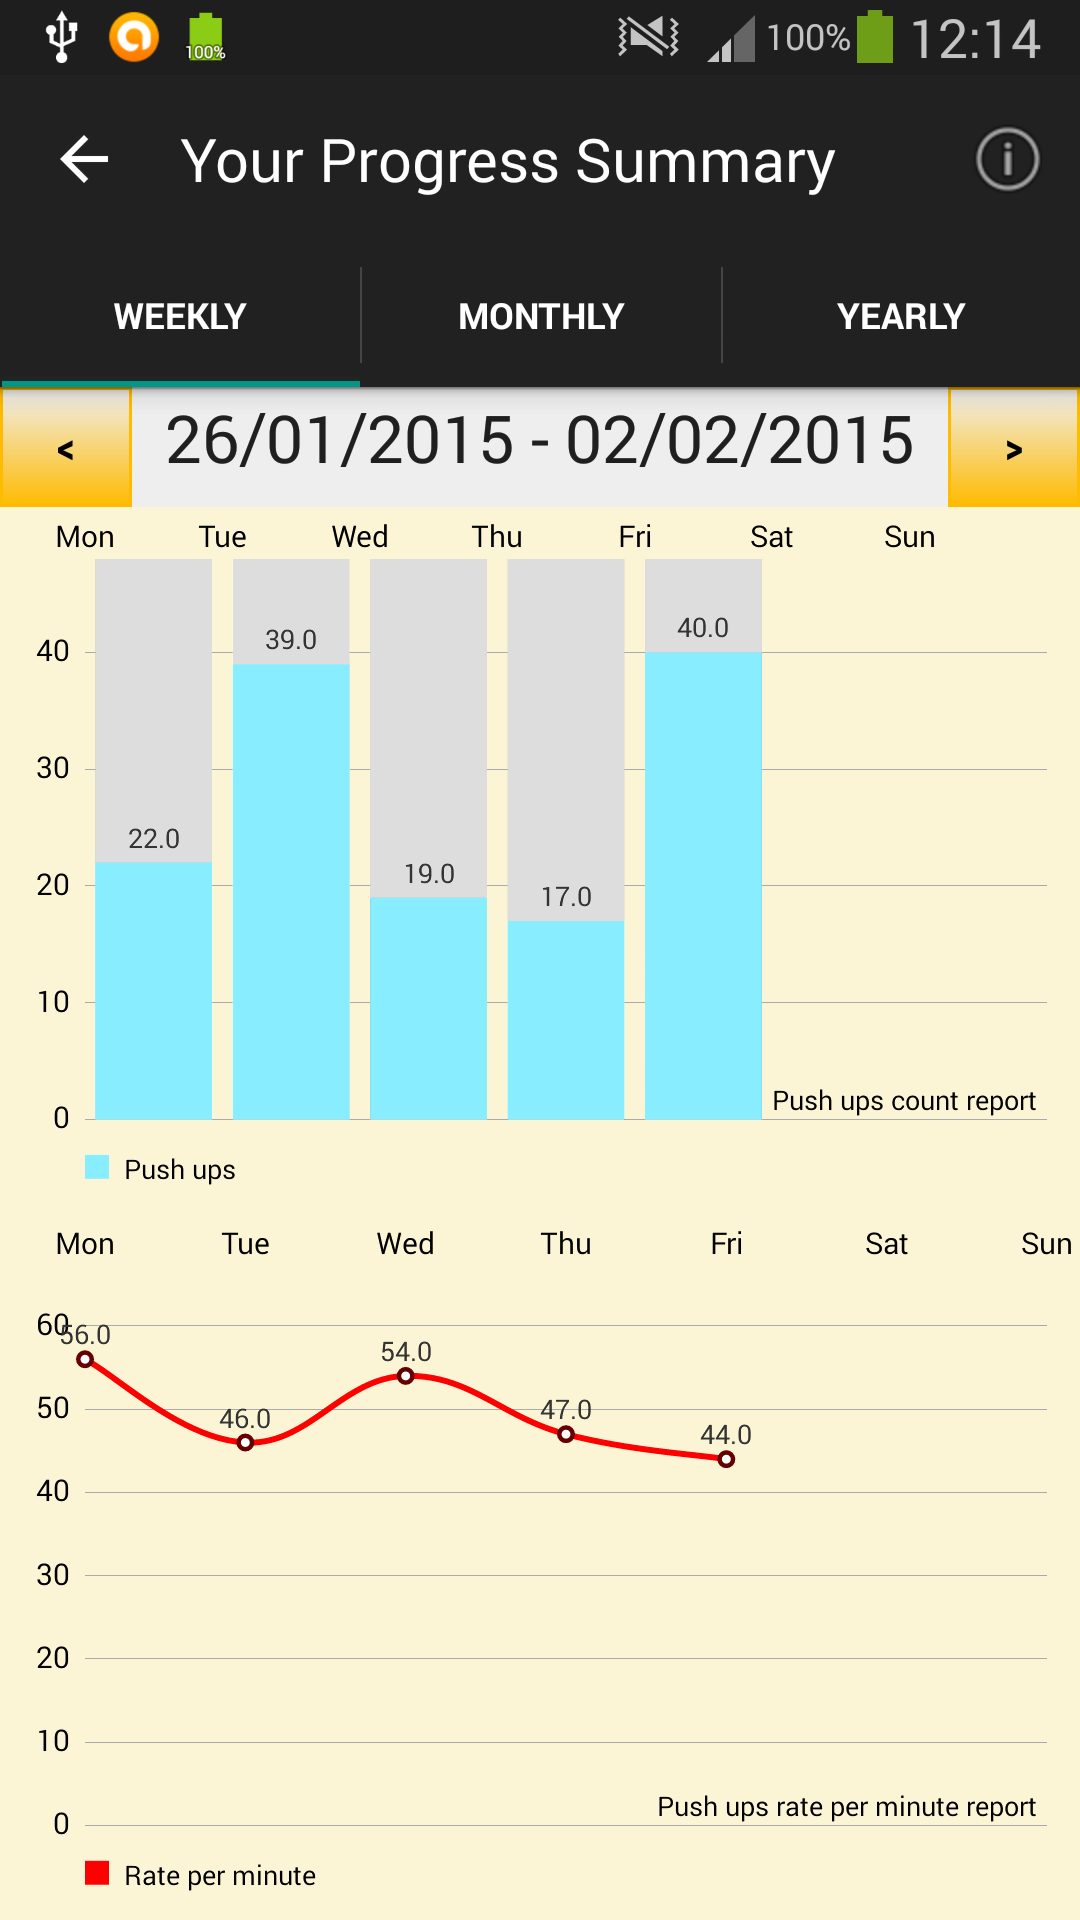 100% 100% 12:14
Your Progress Summary
WEEKLY MONTHLY YEARLY
< 26/01/2015 - 02/02/2015 >
Mon Tue Wed Thu Fri Sat Sun
40.0
39.0
40
30
22.0
19.0
20
17.0
10
Push ups count report
0
Push ups
Mon Tue Wed Thu Fri Sat Sun
60
56.0
54.0
50 47.0
46.0
44.0
40
30
20
10
Push ups rate per minute report
0
Rate per minute